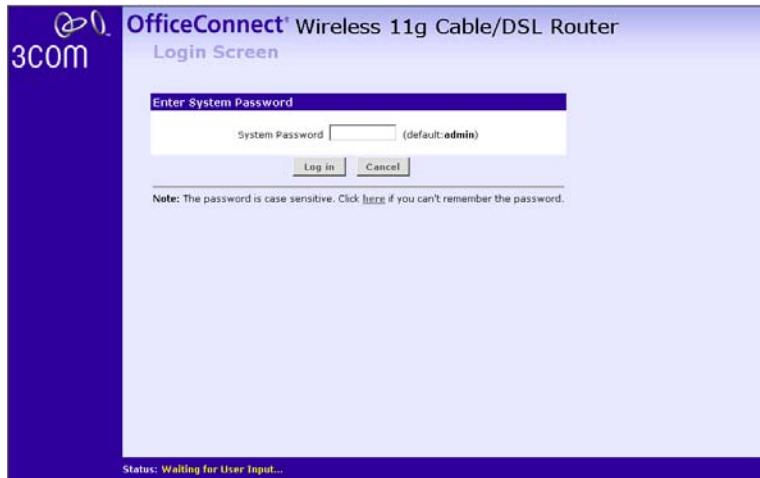 3COM
OfficeConnect® Wireless 11g Cable/DSL Router
Login Screen
Enter System Password
System Password (default:admin)
Log in Cancel
Note: The password is case sensitive. Click here if you can't remember the password.
Status: Waiting for User Input...